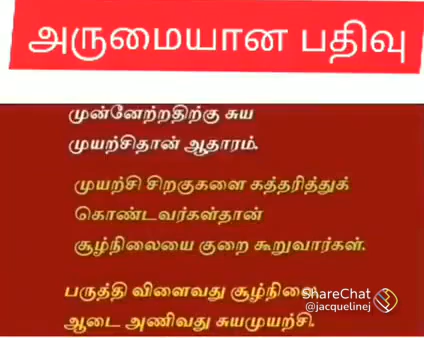 அருமையான பதிவு
முன்னேற்றதிற்கு சுய
முயற்சிதான் ஆதாரம்.
முயற்சி சிறகுகளை கத்தரித்துக்
கொண்டவர்கள்தான்
சூழ்நிலையை குறை கூறுவார்கள்.
பருத்தி விளைவது சூழ்நிலை.
ஆடை அணிவது சுயமுயற்சி.
ShareChat
@jacquelinej